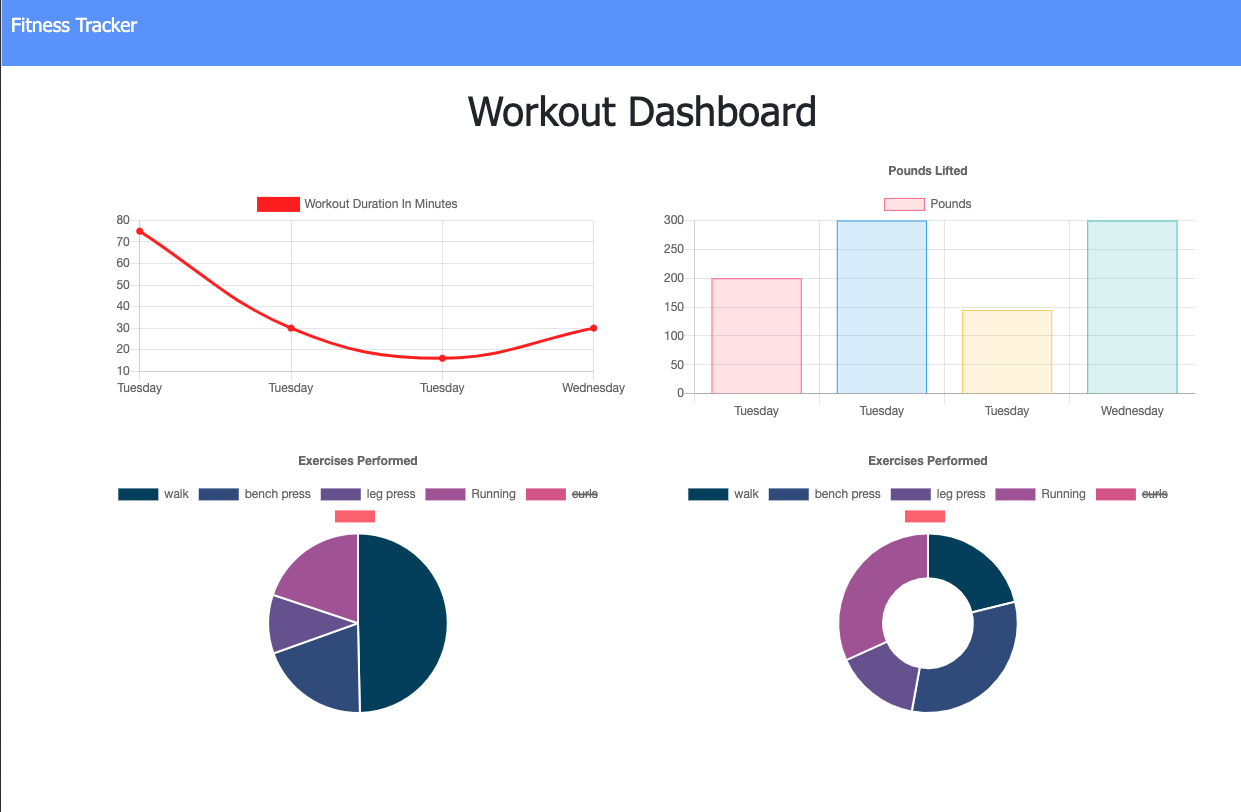 Fitness Tracker
Workout Dashboard
Workout Duration In Minutes
80
70
60
50
40
30
20
10
Tuesday Tuesday Tuesday Wednesday
Pounds Lifted
Pounds
300
250
200
150
100
50
0
Tuesday Tuesday Tuesday Wednesday
Exercises Performed
walk bench press leg press Running curls
Exercises Performed
walk bench press leg press Running curls